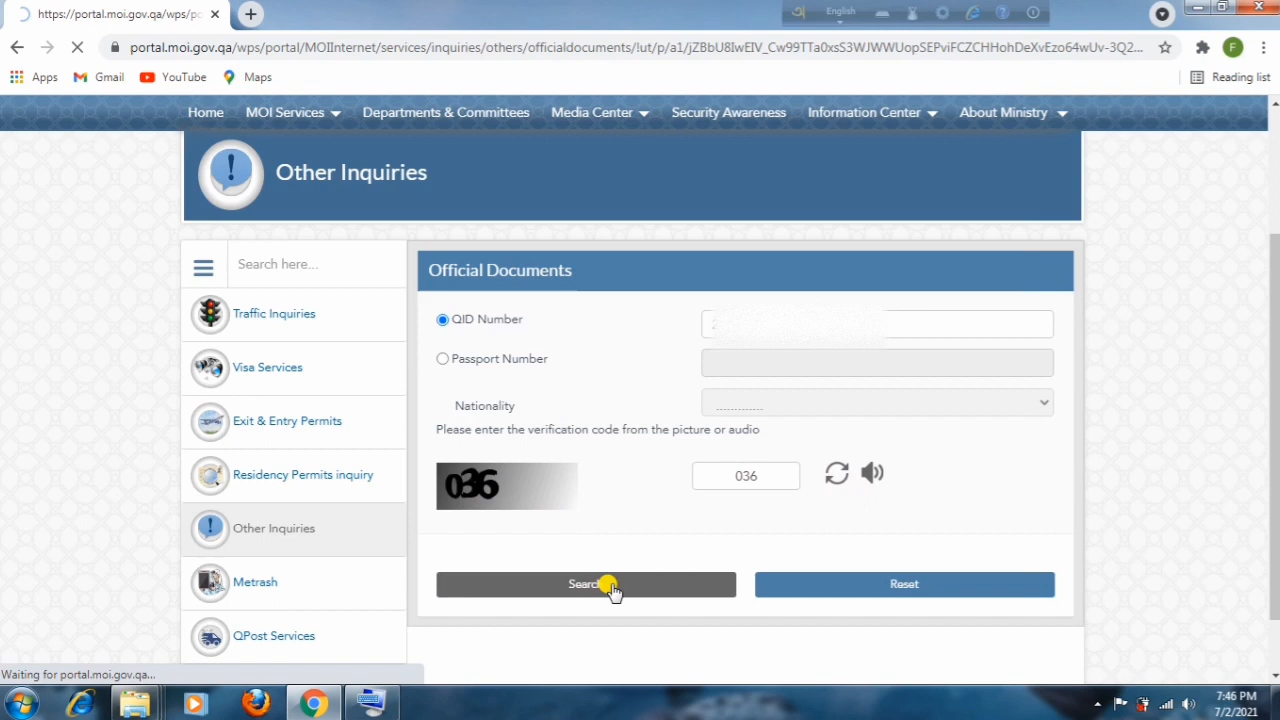 https://portal.moi.gov.qa/wps/po
English
portal.moi.gov.qa/wps/portal/MOIInternet/services/inquiries/others/officialdocuments/!ut/p/a1/jZBbU8IwEIV_Cw99TTa0xsS3WJWWUopSEPviFCZCHHohDeXvEzo64wUv-3Q2...
F
Apps
Gmail
YouTube
Maps
Reading list
Home
MOI Services
Departments & Committees
Media Center
Security Awareness
Information Center
About Ministry
Other Inquiries
Search here...
Official Documents
Traffic Inquiries
QID Number
Visa Services
Passport Number
Nationality
.............
Exit & Entry Permits
Please enter the verification code from the picture or audio
Residency Permits inquiry
036
036
Other Inquiries
Metrash
Search
Reset
QPost Services
Waiting for portal.moi.gov.qa...
7:46 PM
7/2/2021